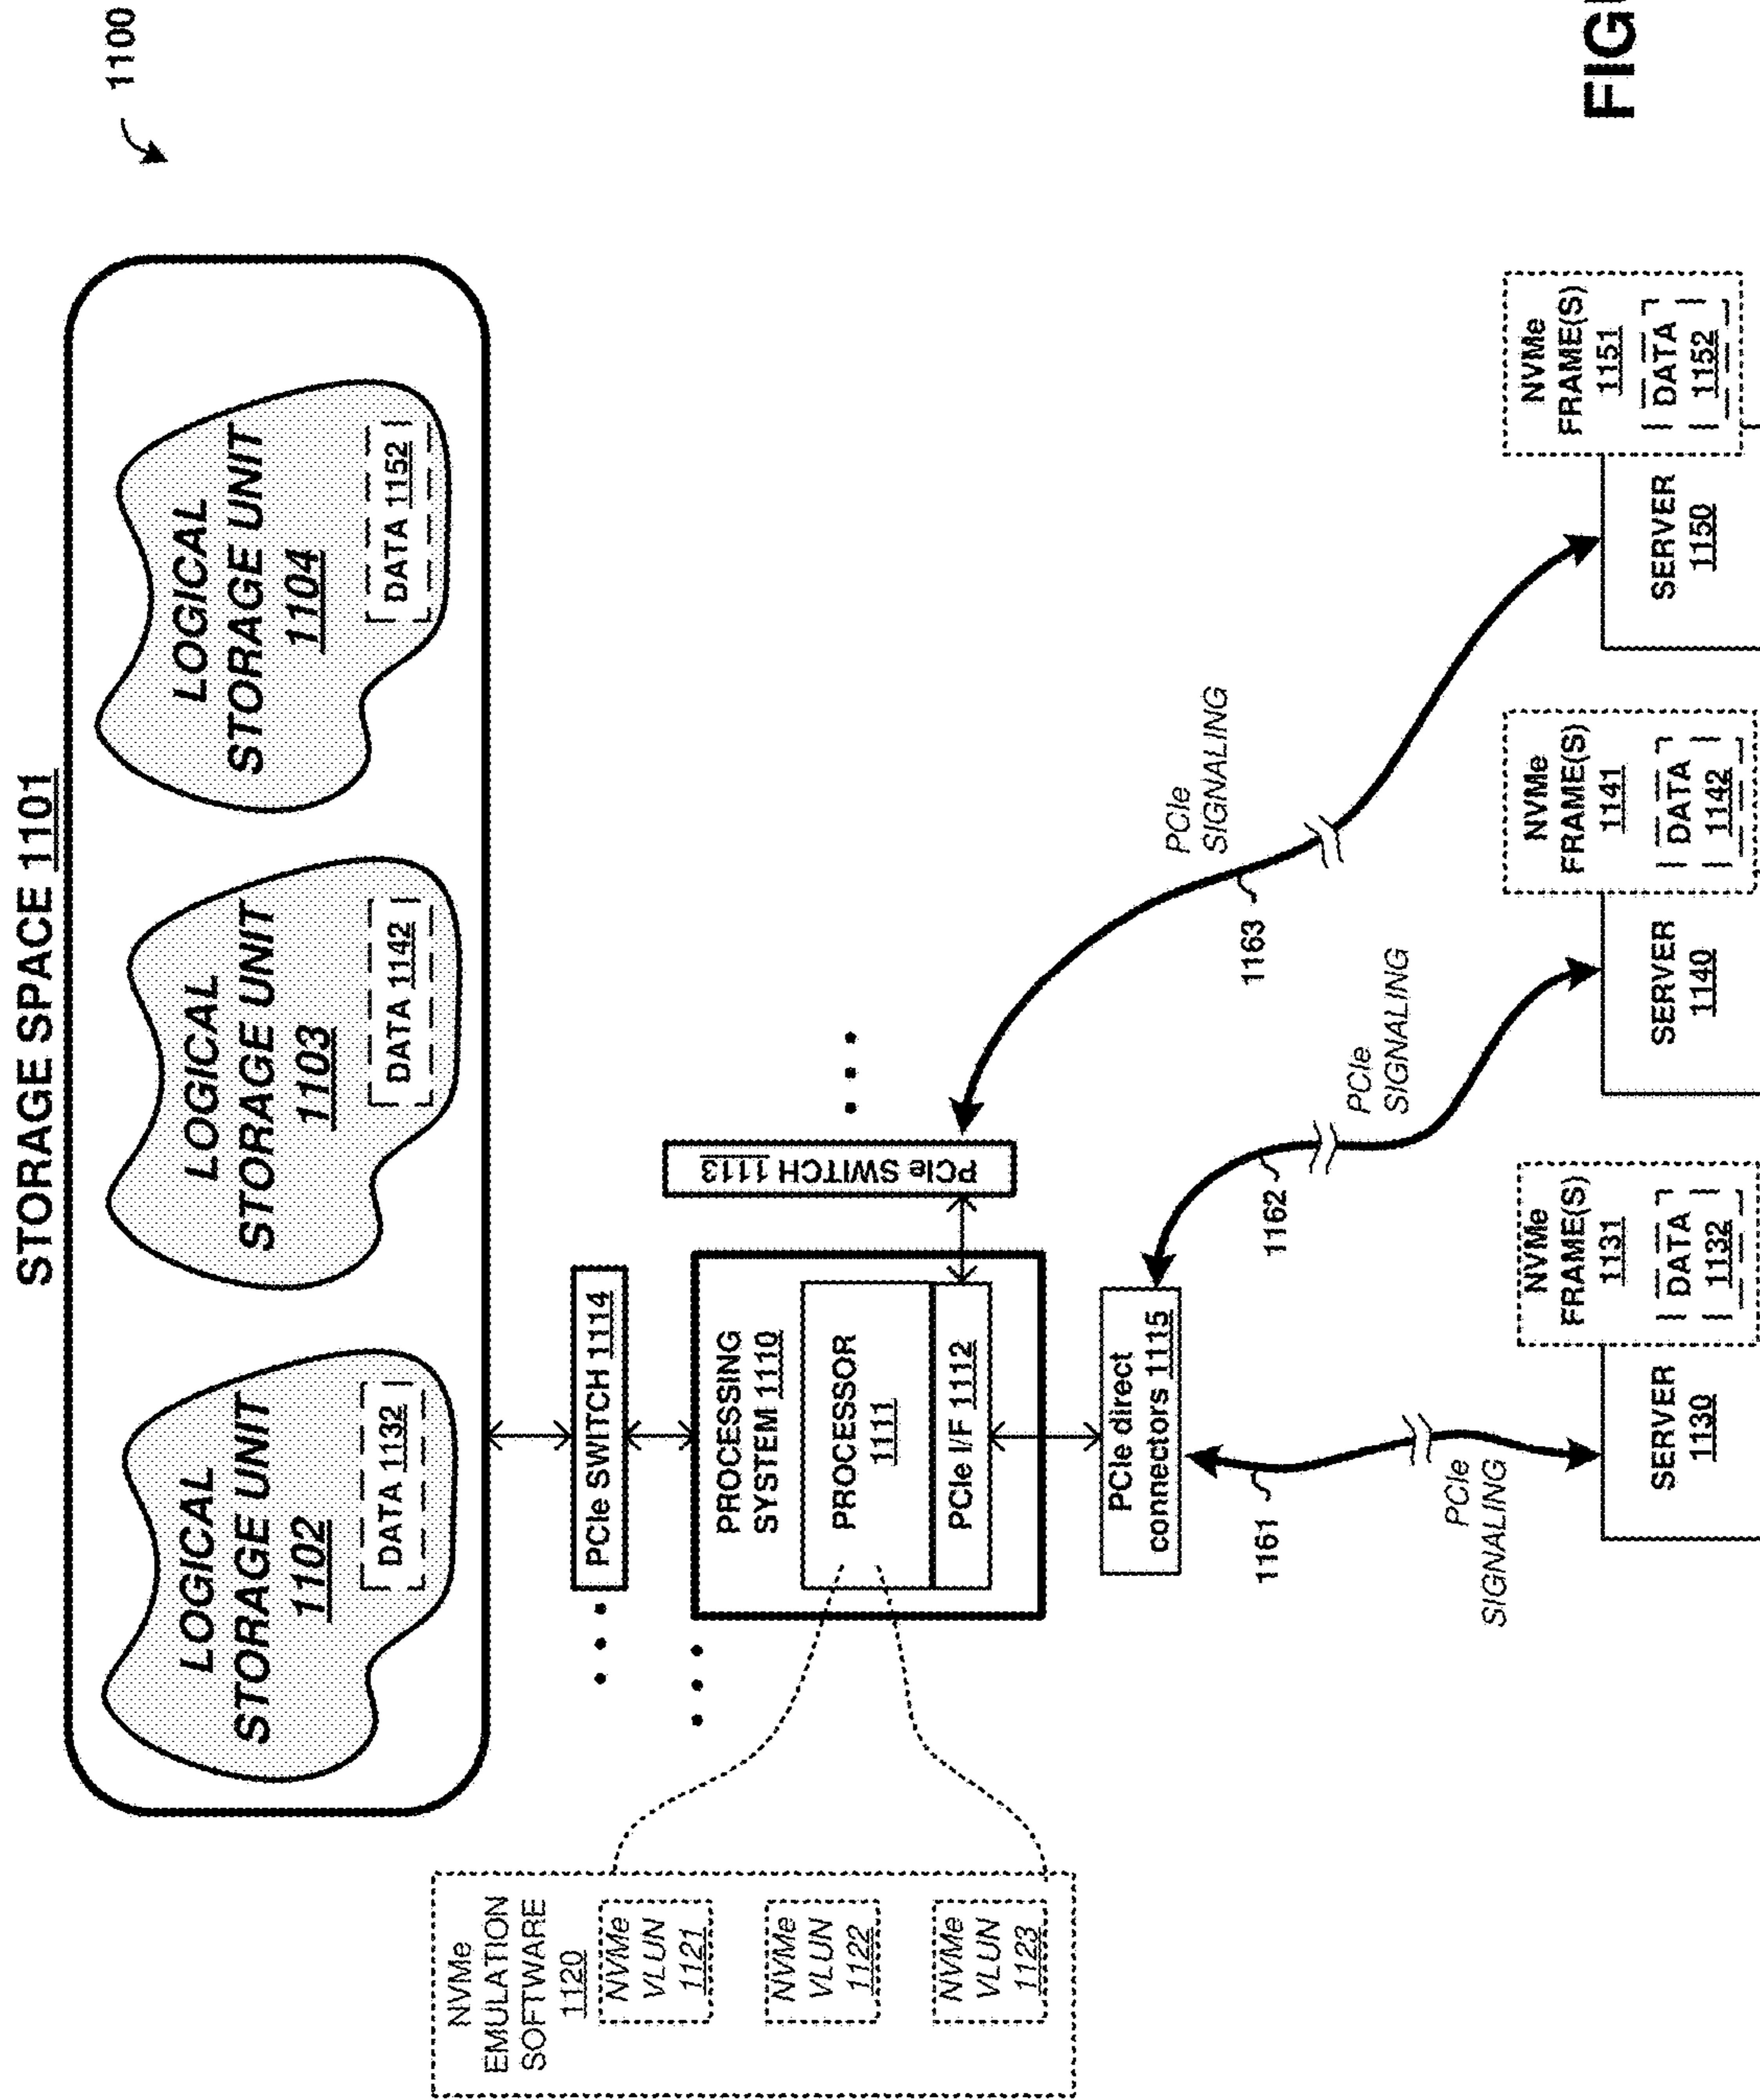 1100
STORAGE SPACE 1101
LOGICAL
STORAGE UNIT
1102
DATA 1132
LOGICAL
STORAGE UNIT
1103
DATA 1142
LOGICAL
STORAGE UNIT
1104
DATA 1152
PCIe SWITCH 1114
PROCESSING
SYSTEM 1110
PROCESSOR
1111
PCIe I/F 1112
PCIe SWITCH 1113
NVMe
EMULATION
SOFTWARE
1120
NVMe
VLUN
1121
NVMe
VLUN
1122
NVMe
VLUN
1123
PCIe direct
connectors 1115
1161
PCIe
SIGNALING
1162
PCIe
SIGNALING
1163
PCIe
SIGNALING
SERVER
1130
NVMe
FRAME(S)
1131
DATA
1132
SERVER
1140
NVMe
FRAME(S)
1141
DATA
1142
SERVER
1150
NVMe
FRAME(S)
1151
DATA
1152